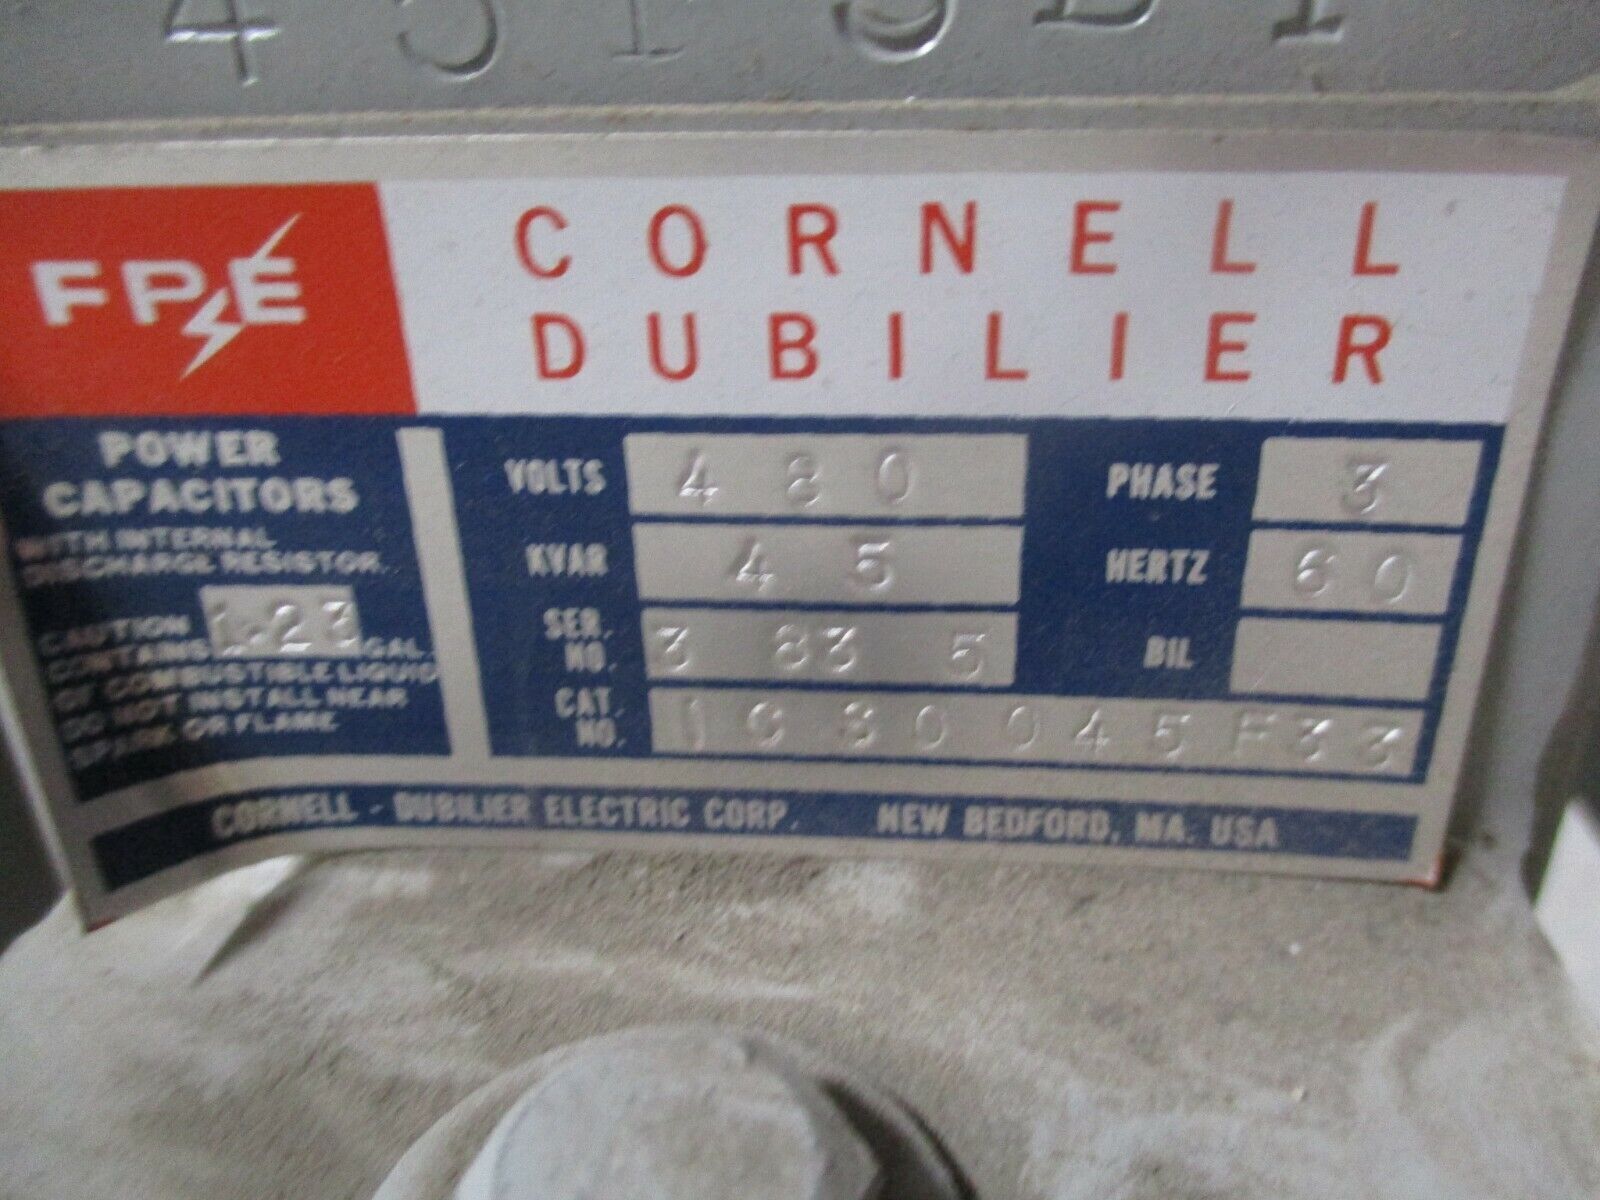 FPE
CORNELL
DUBILIER
POWER
CAPACITORS
WITH INTERNAL
DISCHARGE RESISTOR.
CAUTION
CONTAINS 1.23 GAL.
OF COMBUSTIBLE LIQUID
DO NOT INSTALL NEAR
SPARK OR FLAME
VOLTS 480 PHASE 3
KVAR 45 HERTZ 60
SER. NO. 3 83 5 BIL
CAT. NO.
CORNELL - DUBILIER ELECTRIC CORP. NEW BEDFORD, MA. USA